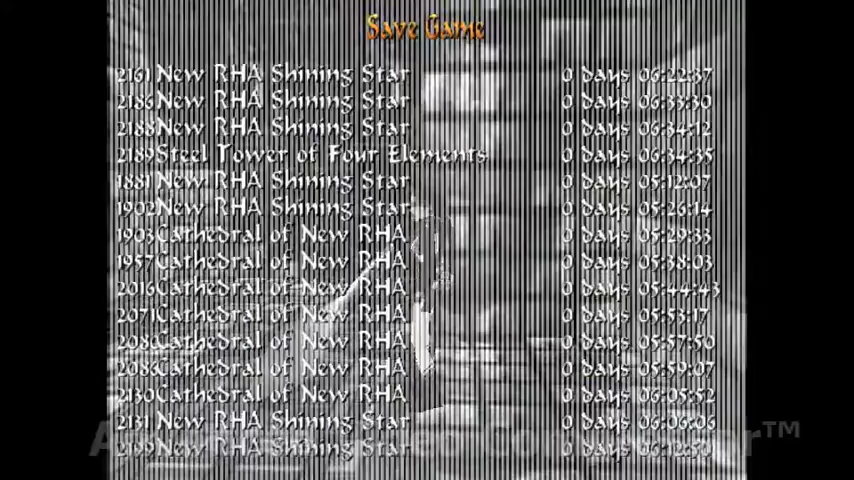 Save Game
2161 New RHA Shining Star 0 days 06:22:37
2186 New RHA Shining Star 0 days 06:33:30
2188 New RHA Shining Star 0 days 06:34:12
2189 Steel Tower of Four Elements 0 days 06:34:35
1881 New RHA Shining Star 0 days 05:12:07
1902 New RHA Shining Star 0 days 05:26:14
1903 Cathedral of New RHA 0 days 05:29:33
1957 Cathedral of New RHA 0 days 05:38:03
2016 Cathedral of New RHA 0 days 05:44:43
2071 Cathedral of New RHA 0 days 05:53:17
2080 Cathedral of New RHA 0 days 05:57:50
2086 Cathedral of New RHA 0 days 05:59:07
2130 Cathedral of New RHA 0 days 06:05:52
2131 New RHA Shining Star 0 days 06:06:06
2199 New RHA Shining Star 0 days 06:12:50